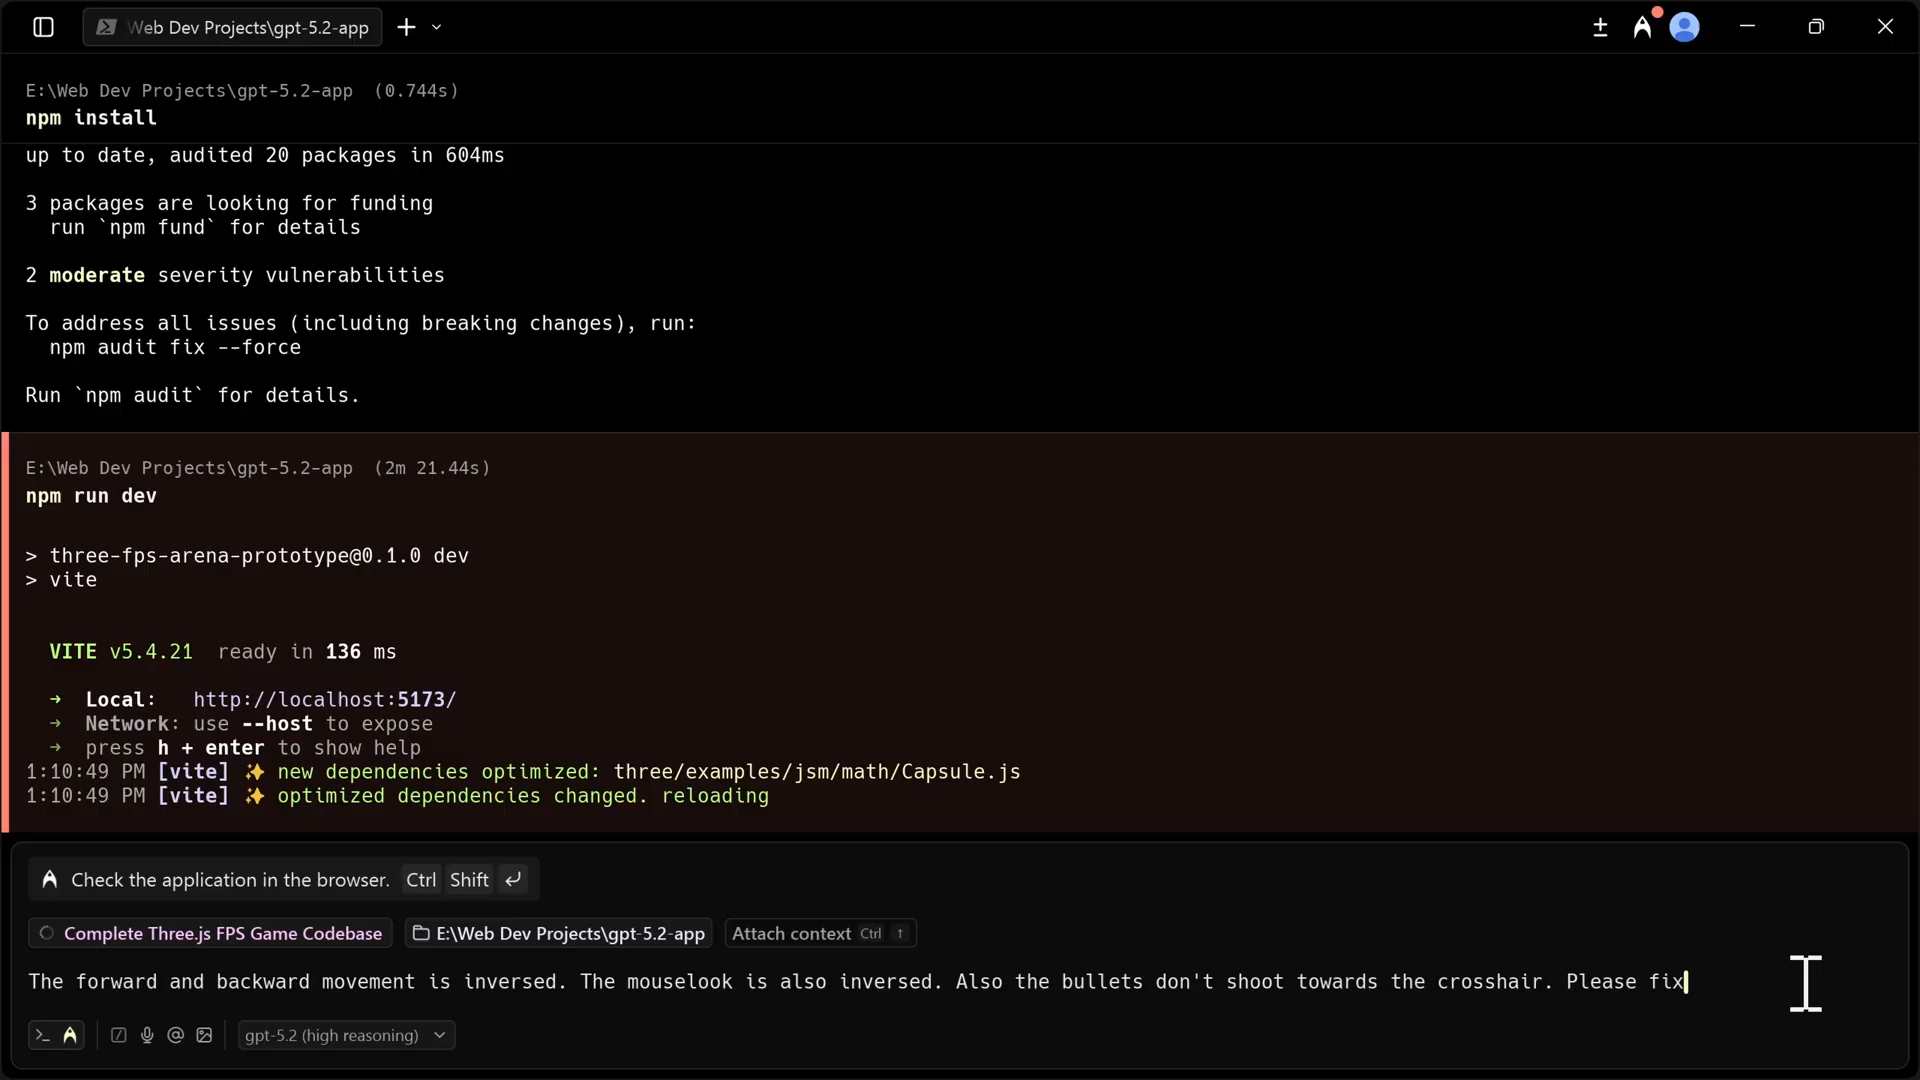 Web Dev Projects\gpt-5.2-app
E:\Web Dev Projects\gpt-5.2-app (0.744s)
npm install
up to date, audited 20 packages in 604ms
3 packages are looking for funding
run `npm fund` for details
2 moderate severity vulnerabilities
To address all issues (including breaking changes), run:
npm audit fix --force
Run `npm audit` for details.
E:\Web Dev Projects\gpt-5.2-app (2m 21.44s)
npm run dev
> three-fps-arena-prototype@0.1.0 dev
> vite
VITE v5.4.21 ready in 136 ms
➜ Local: http://localhost:5173/
➜ Network: use --host to expose
➜ press h + enter to show help
1:10:49 PM [vite] ✨ new dependencies optimized: three/examples/jsm/math/Capsule.js
1:10:49 PM [vite] ✨ optimized dependencies changed. reloading
Check the application in the browser. Ctrl Shift ↵
Complete Three.js FPS Game Codebase E:\Web Dev Projects\gpt-5.2-app Attach context Ctrl ↑
The forward and backward movement is inversed. The mouselook is also inversed. Also the bullets don't shoot towards the crosshair. Please fix
gpt-5.2 (high reasoning)